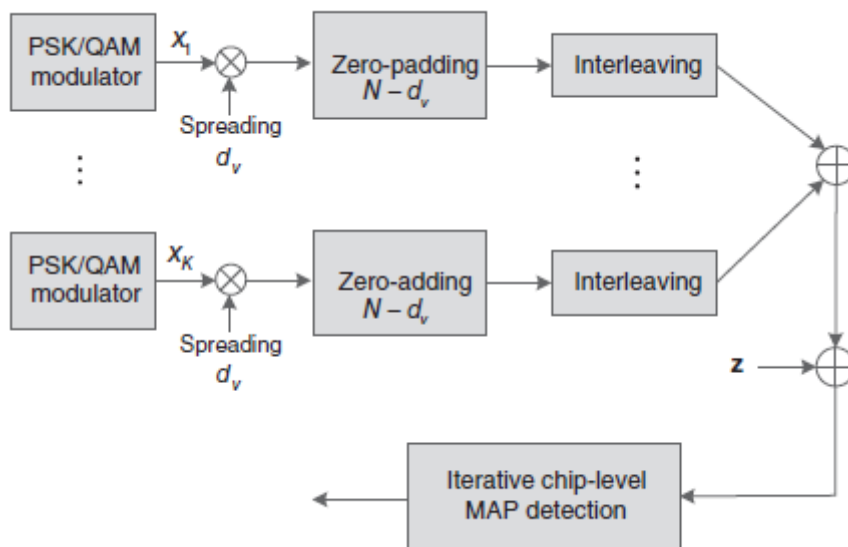 PSK/QAM
modulator
x₁
Spreading
dᵥ
Zero-padding
N – dᵥ
Interleaving
PSK/QAM
modulator
x_K
Spreading
dᵥ
Zero-adding
N – dᵥ
Interleaving
z
Iterative chip-level
MAP detection